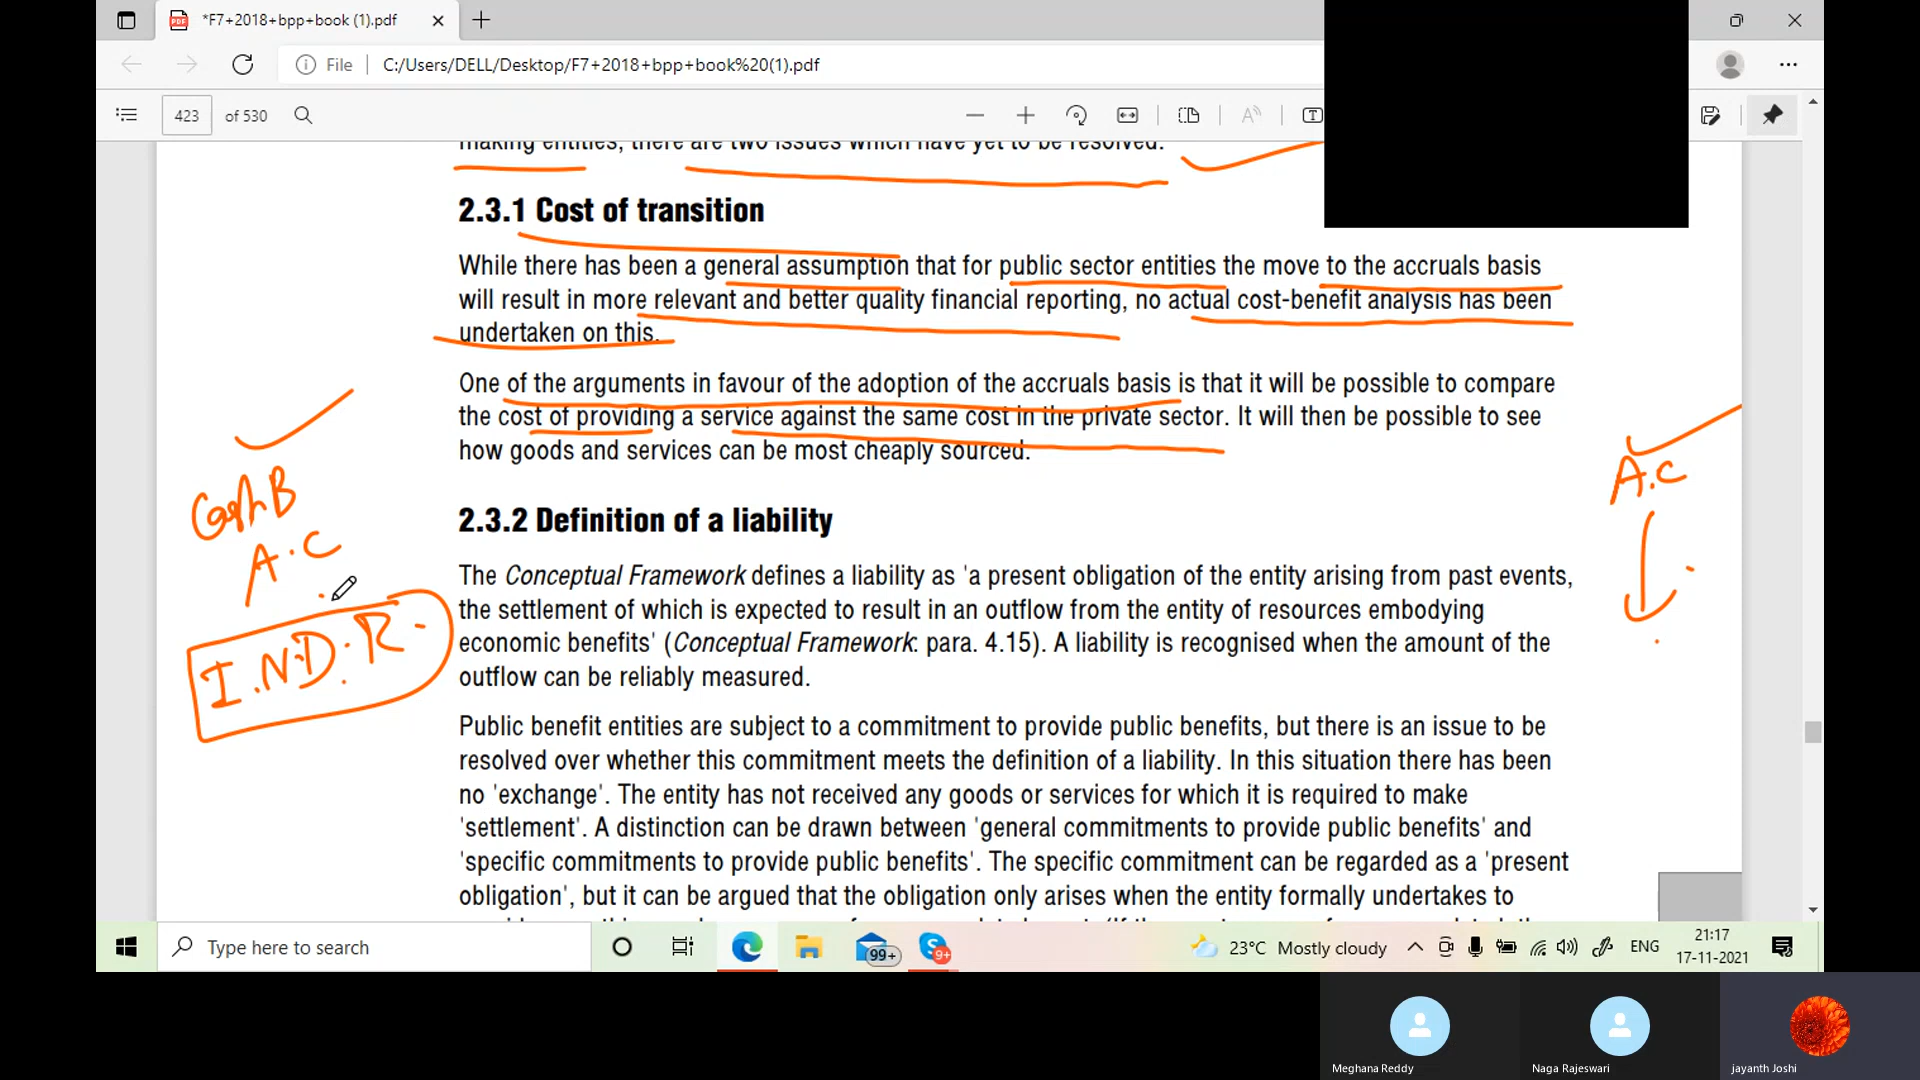 *F7+2018+bpp+book (1).pdf
File
C:/Users/DELL/Desktop/F7+2018+bpp+book%20(1).pdf
423 of 530
making entities, there are two issues which have yet to be resolved.
2.3.1 Cost of transition
While there has been a general assumption that for public sector entities the move to the accruals basis
will result in more relevant and better quality financial reporting, no actual cost-benefit analysis has been
undertaken on this.
One of the arguments in favour of the adoption of the accruals basis is that it will be possible to compare
the cost of providing a service against the same cost in the private sector. It will then be possible to see
how goods and services can be most cheaply sourced.
Cash B
A.C
I.N.D.R.
A.C
2.3.2 Definition of a liability
The Conceptual Framework defines a liability as 'a present obligation of the entity arising from past events,
the settlement of which is expected to result in an outflow from the entity of resources embodying
economic benefits' (Conceptual Framework: para. 4.15). A liability is recognised when the amount of the
outflow can be reliably measured.
Public benefit entities are subject to a commitment to provide public benefits, but there is an issue to be
resolved over whether this commitment meets the definition of a liability. In this situation there has been
no 'exchange'. The entity has not received any goods or services for which it is required to make
'settlement'. A distinction can be drawn between 'general commitments to provide public benefits' and
'specific commitments to provide public benefits'. The specific commitment can be regarded as a 'present
obligation', but it can be argued that the obligation only arises when the entity formally undertakes to
Type here to search
99+
9+
23°C Mostly cloudy
ENG
21:17
17-11-2021
Meghana Reddy
Naga Rajeswari
jayanth Joshi